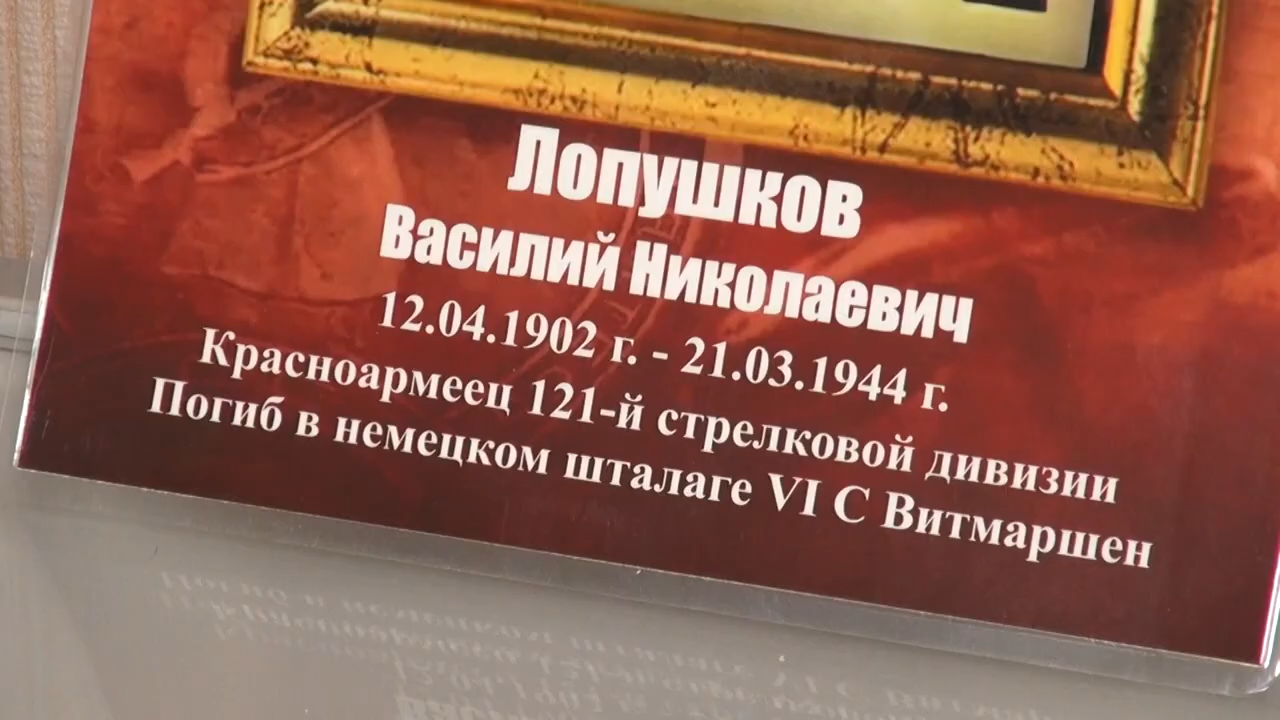 Лопушков
Василий Николаевич
12.04.1902 г. - 21.03.1944 г.
Красноармеец 121-й стрелковой дивизии
Погиб в немецком шталаге VI C Витмаршен